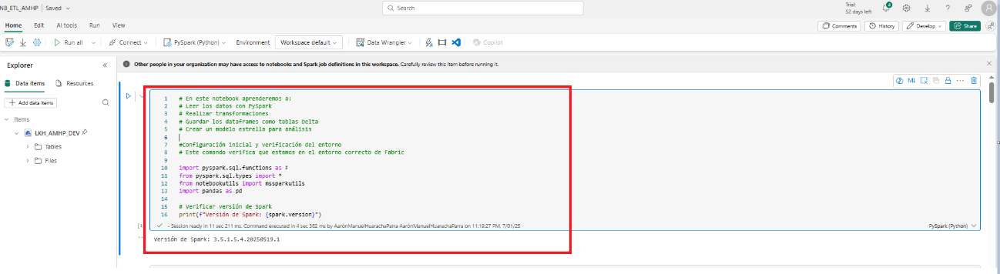 NB_ETL_AMHP | Saved
Search
Trial:
52 days left
4
Home Edit AI tools Run View
Comments History Develop Share
Run all Connect PySpark (Python) Environment Workspace default Data Wrangler Copilot
Explorer
Other people in your organization may have access to notebooks and Spark job definitions in this workspace. Carefully review this item before running it.
Data items Resources
Add data items
Items
LKH_AMHP_DEV
Tables
Files
M↓
1 # En este notebook aprenderemos a:
2 # Leer los datos con PySpark
3 # Realizar transformaciones
4 # Guardar los dataframes como tablas Delta
5 # Crear un modelo estrella para análisis
6
7 #Configuración inicial y verificación del entorno
8 # Este comando verifica que estamos en el entorno correcto de Fabric
9
10 import pyspark.sql.functions as F
11 from pyspark.sql.types import *
12 from notebookutils import mssparkutils
13 import pandas as pd
14
15 # Verificar versión de Spark
16 print(f"Versión de Spark: {spark.version}")
- Session ready in 11 sec 211 ms. Command executed in 4 sec 362 ms by AarónManuelHuarachaParra AarónManuelHuarachaParra on 11:19:27 PM, 7/01/25
PySpark (Python)
Versión de Spark: 3.5.1.5.4.20250519.1